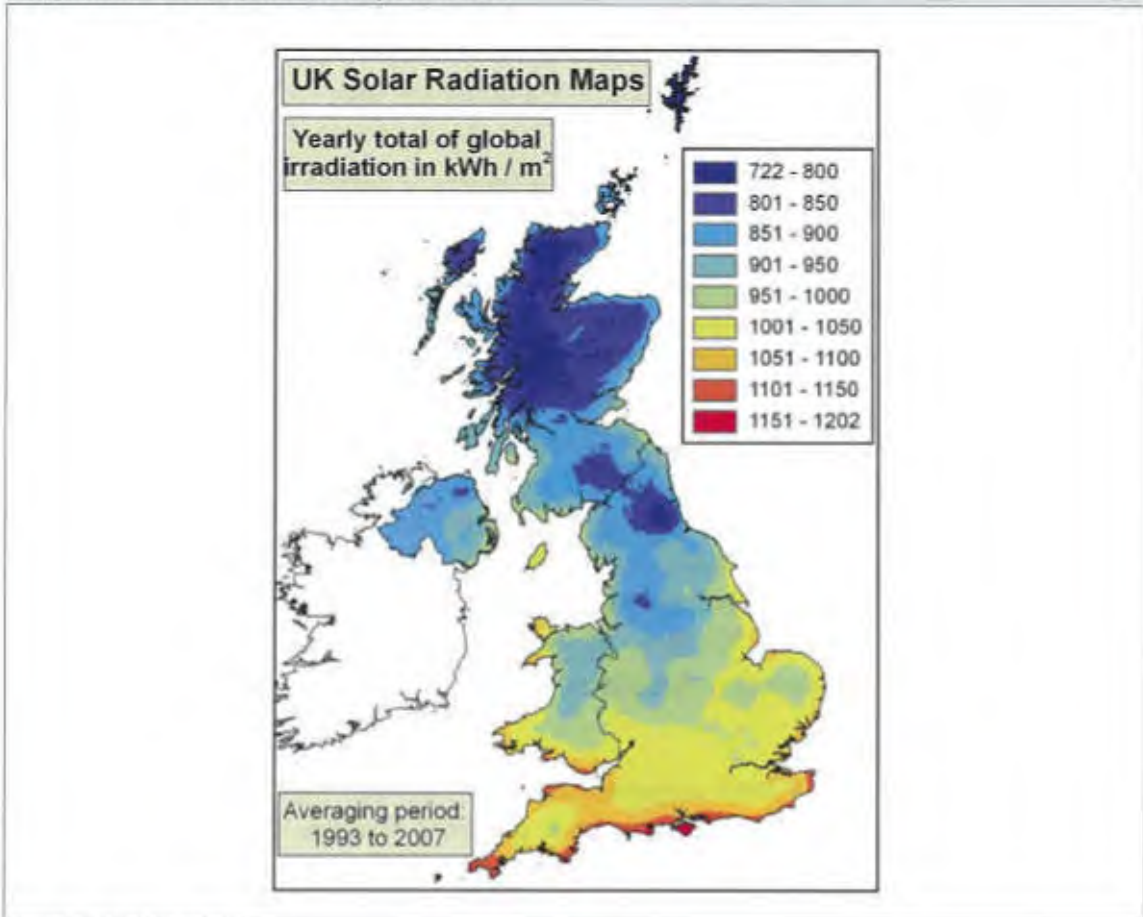 UK Solar Radiation Maps
Yearly total of global
irradiation in kWh / m²
722 - 800
801 - 850
851 - 900
901 - 950
951 - 1000
1001 - 1050
1051 - 1100
1101 - 1150
1151 - 1202
Averaging period:
1993 to 2007